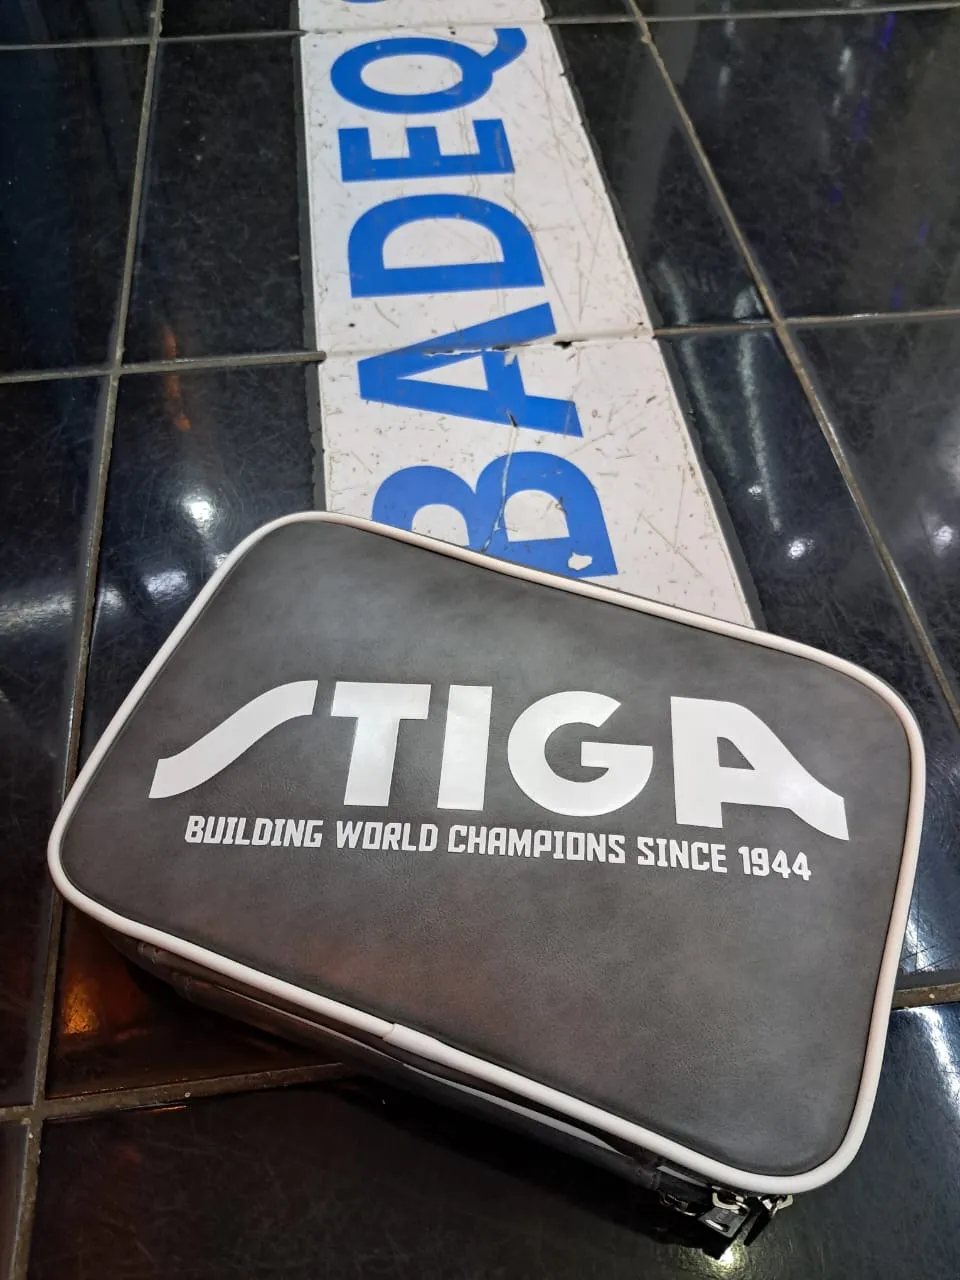 BADEQ
STIGA
BUILDING WORLD CHAMPIONS SINCE 1944